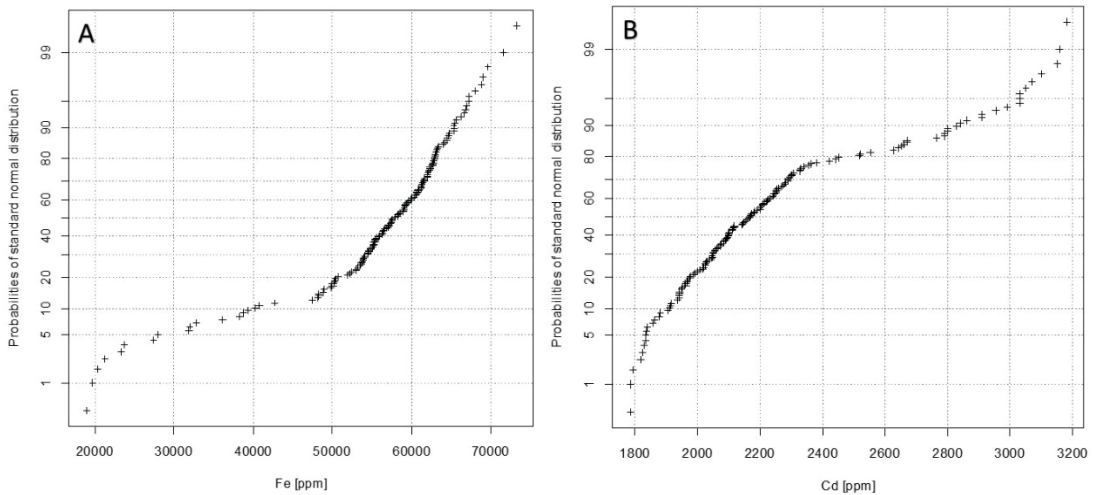 A
Probabilities of standard normal distribution
99
90
80
60
40
20
10
5
1
20000 30000 40000 50000 60000 70000
Fe [ppm]
B
Probabilities of standard normal distribution
99
90
80
60
40
20
10
5
1
1800 2000 2200 2400 2600 2800 3000 3200
Cd [ppm]